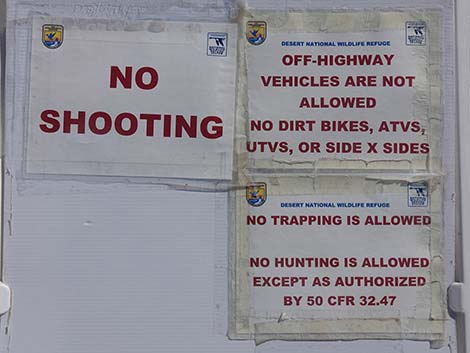 NO
SHOOTING
DESERT NATIONAL WILDLIFE REFUGE
OFF-HIGHWAY
VEHICLES ARE NOT
ALLOWED
NO DIRT BIKES, ATVS,
UTVS, OR SIDE X SIDES
DESERT NATIONAL WILDLIFE REFUGE
NO TRAPPING IS ALLOWED
NO HUNTING IS ALLOWED
EXCEPT AS AUTHORIZED
BY 50 CFR 32.47